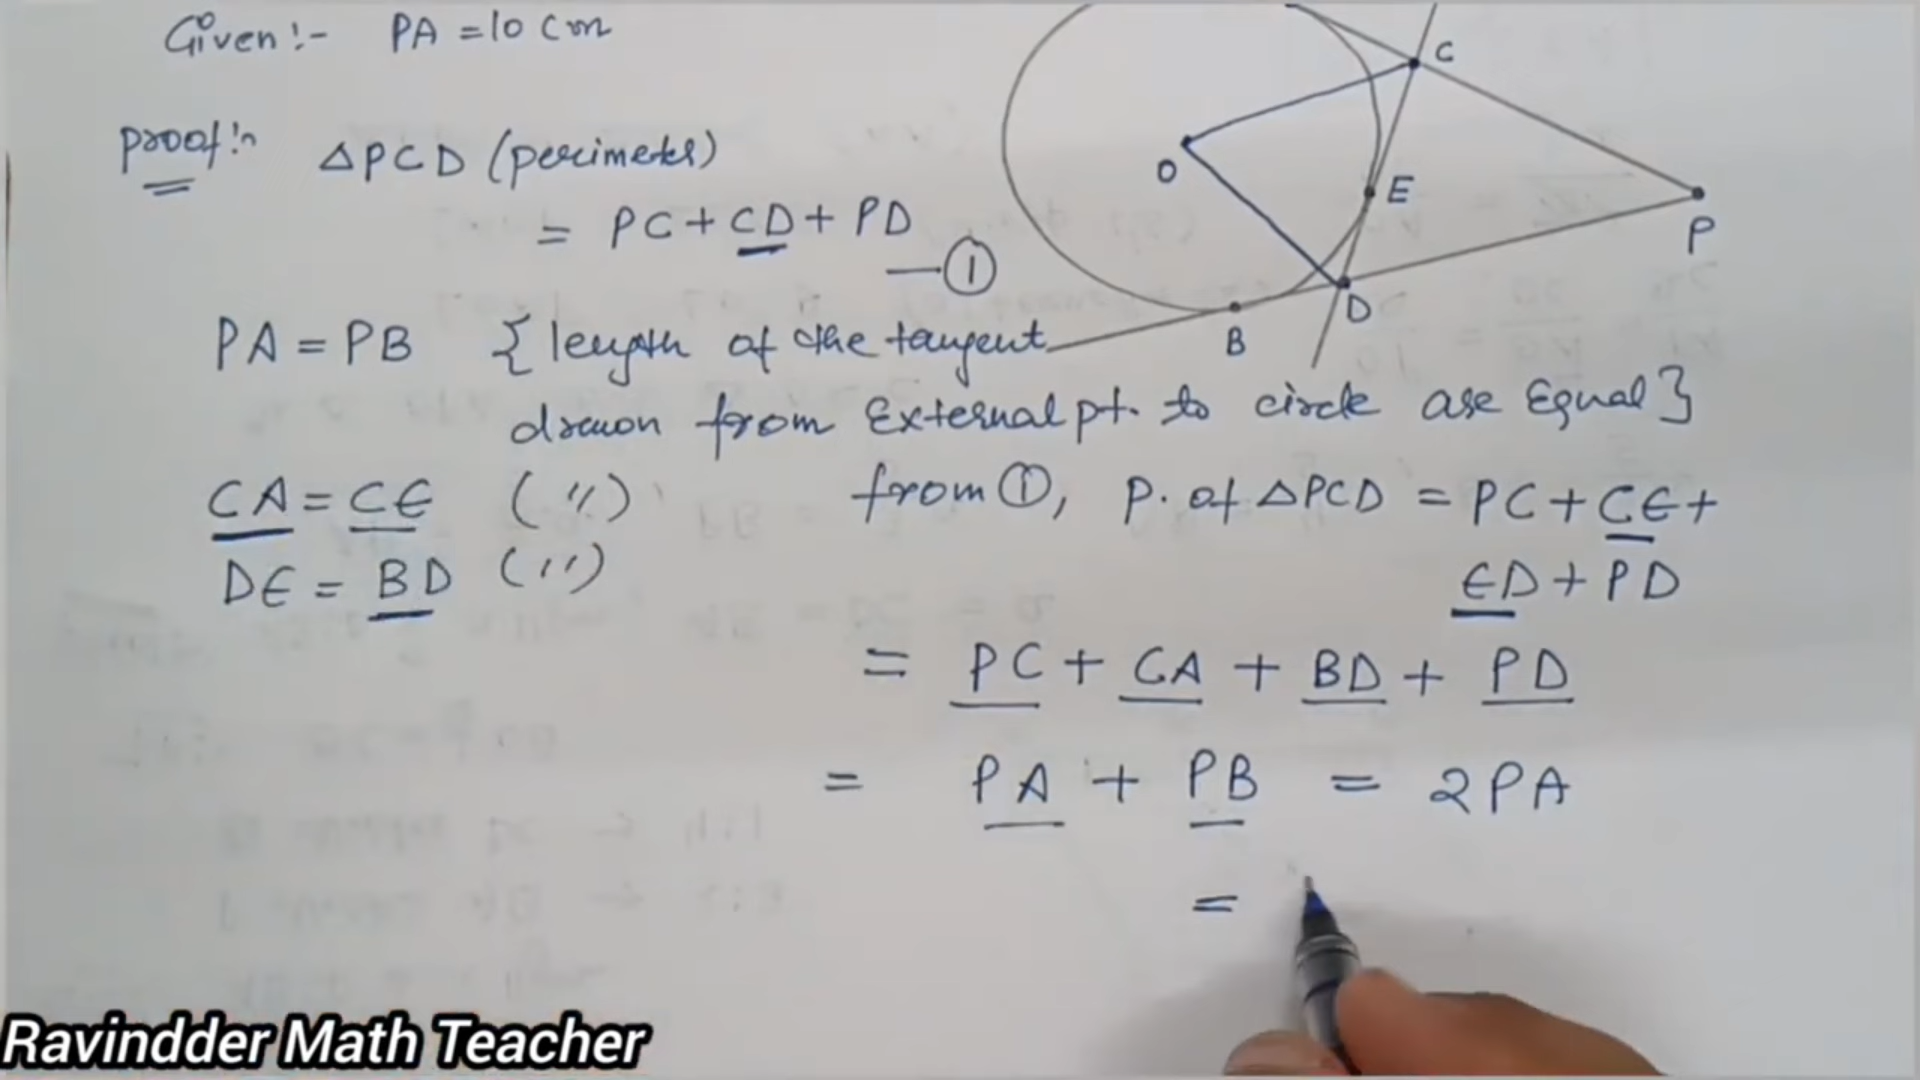 Given :- PA = 10 cm
Proof :- △PCD (perimeter)
= PC + CD + PD
— ①
PA = PB { length of the tangent
drawn from External pt. to circle are Equal }
CA = CE ( '' )
DE = BD ( '' )
from ①, P. of △PCD = PC + CE +
ED + PD
= PC + CA + BD + PD
= PA + PB = 2PA
=
C
O
E
P
D
B
Ravindder Math Teacher